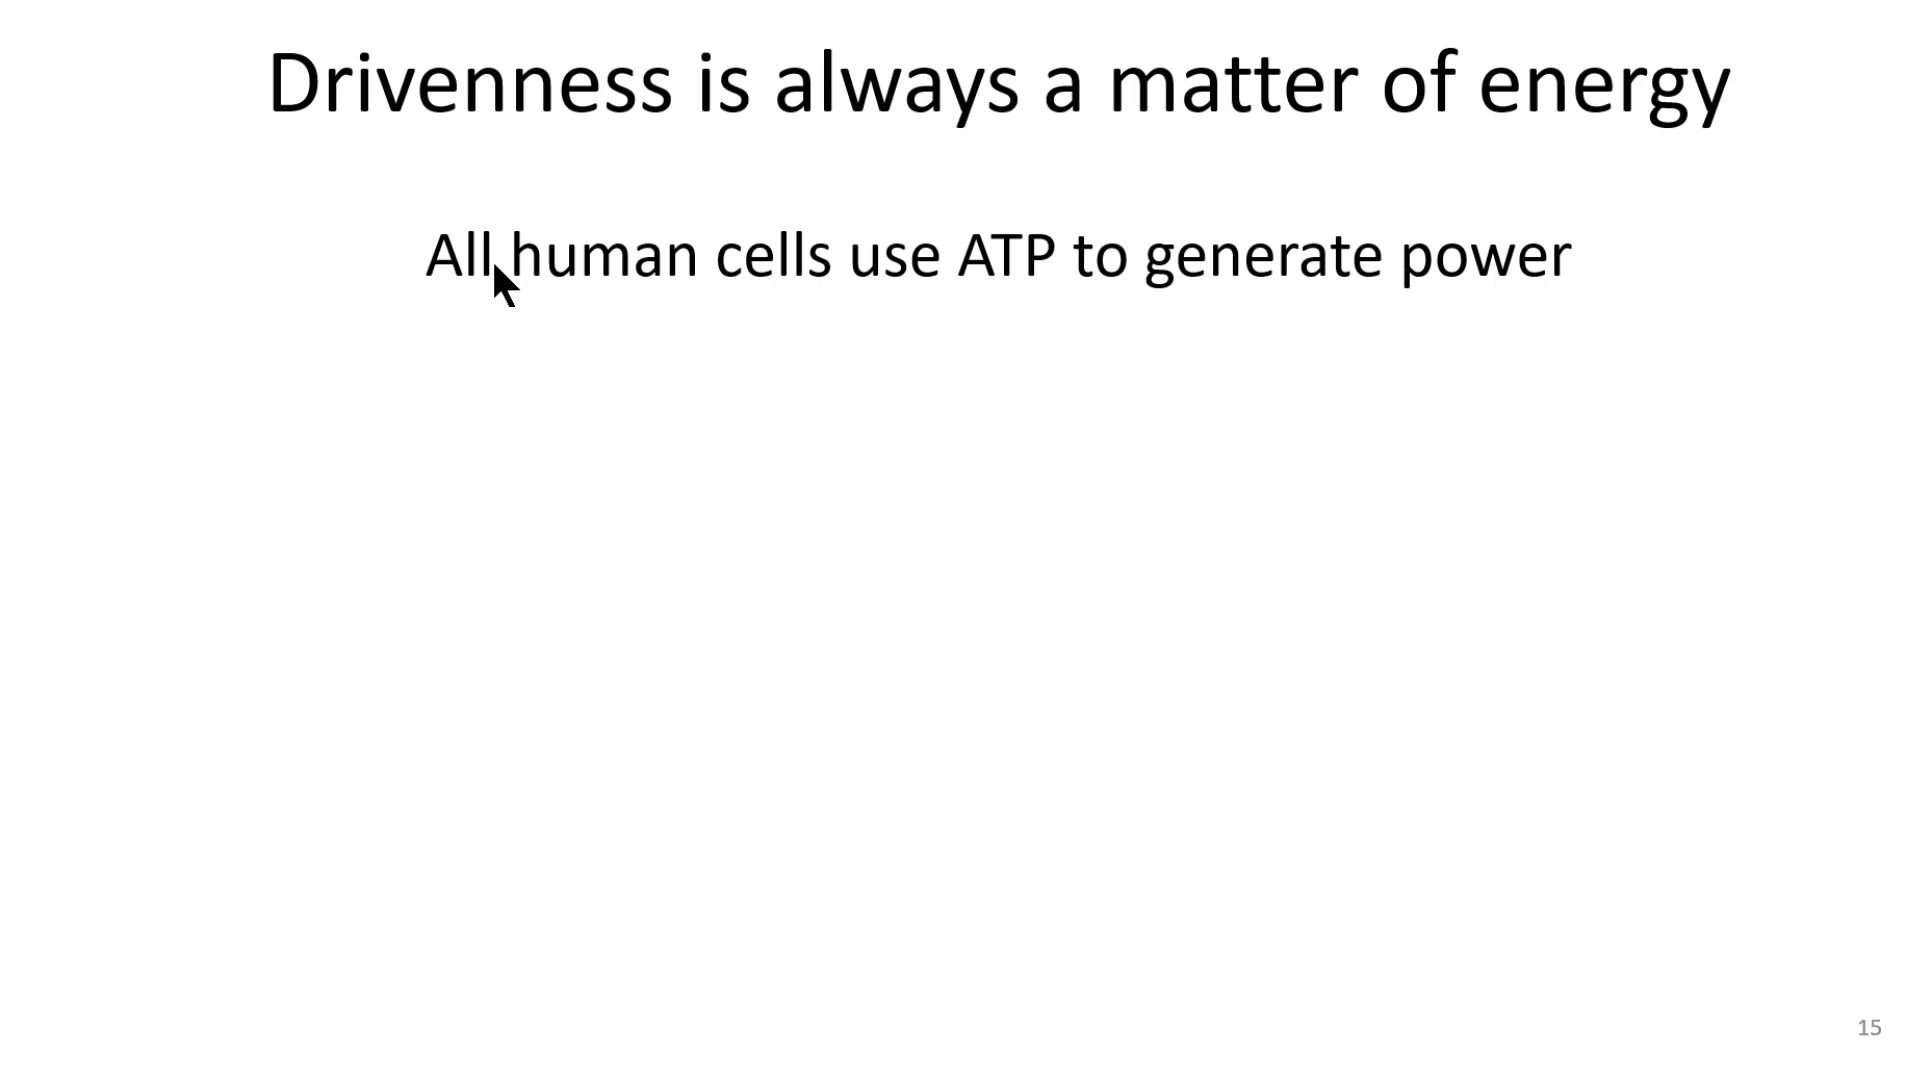 Drivenness is always a matter of energy
All human cells use ATP to generate power
15